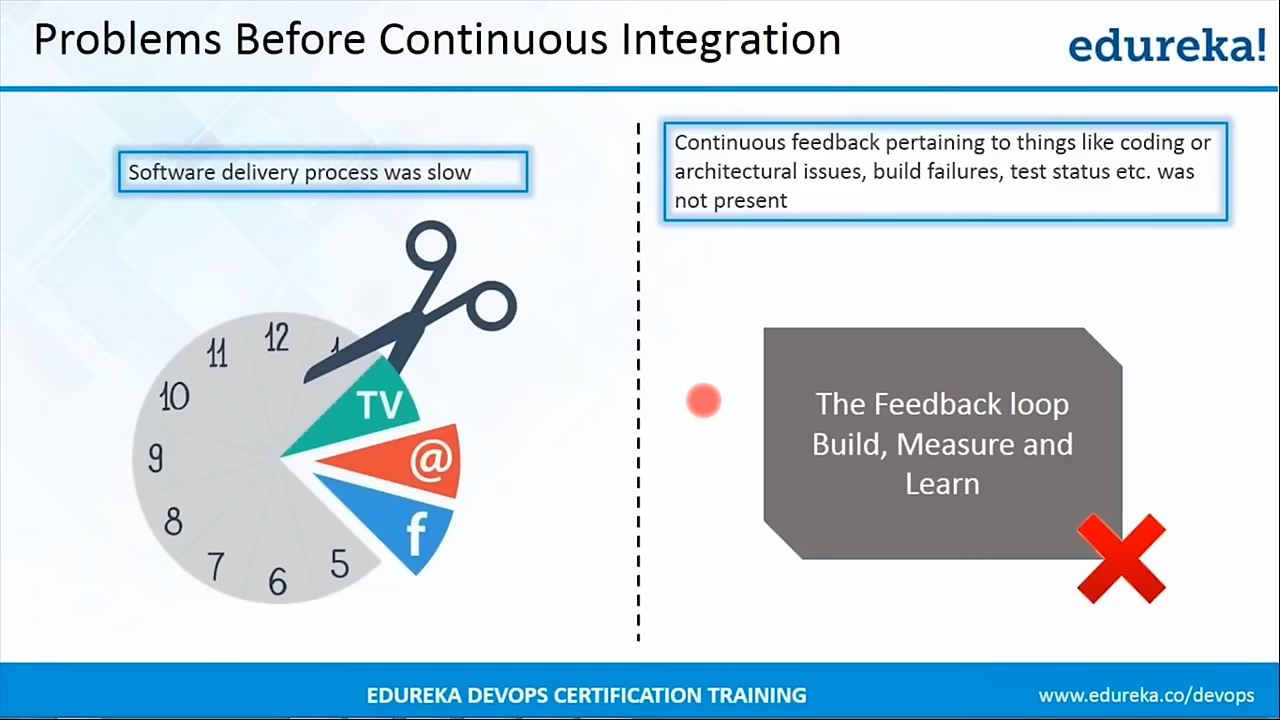 Problems Before Continuous Integration
edureka!
Software delivery process was slow
Continuous feedback pertaining to things like coding or
architectural issues, build failures, test status etc. was
not present
12
11
1
10
9
8
7
6
5
TV
@
f
The Feedback loop
Build, Measure and
Learn
EDUREKA DEVOPS CERTIFICATION TRAINING
www.edureka.co/devops